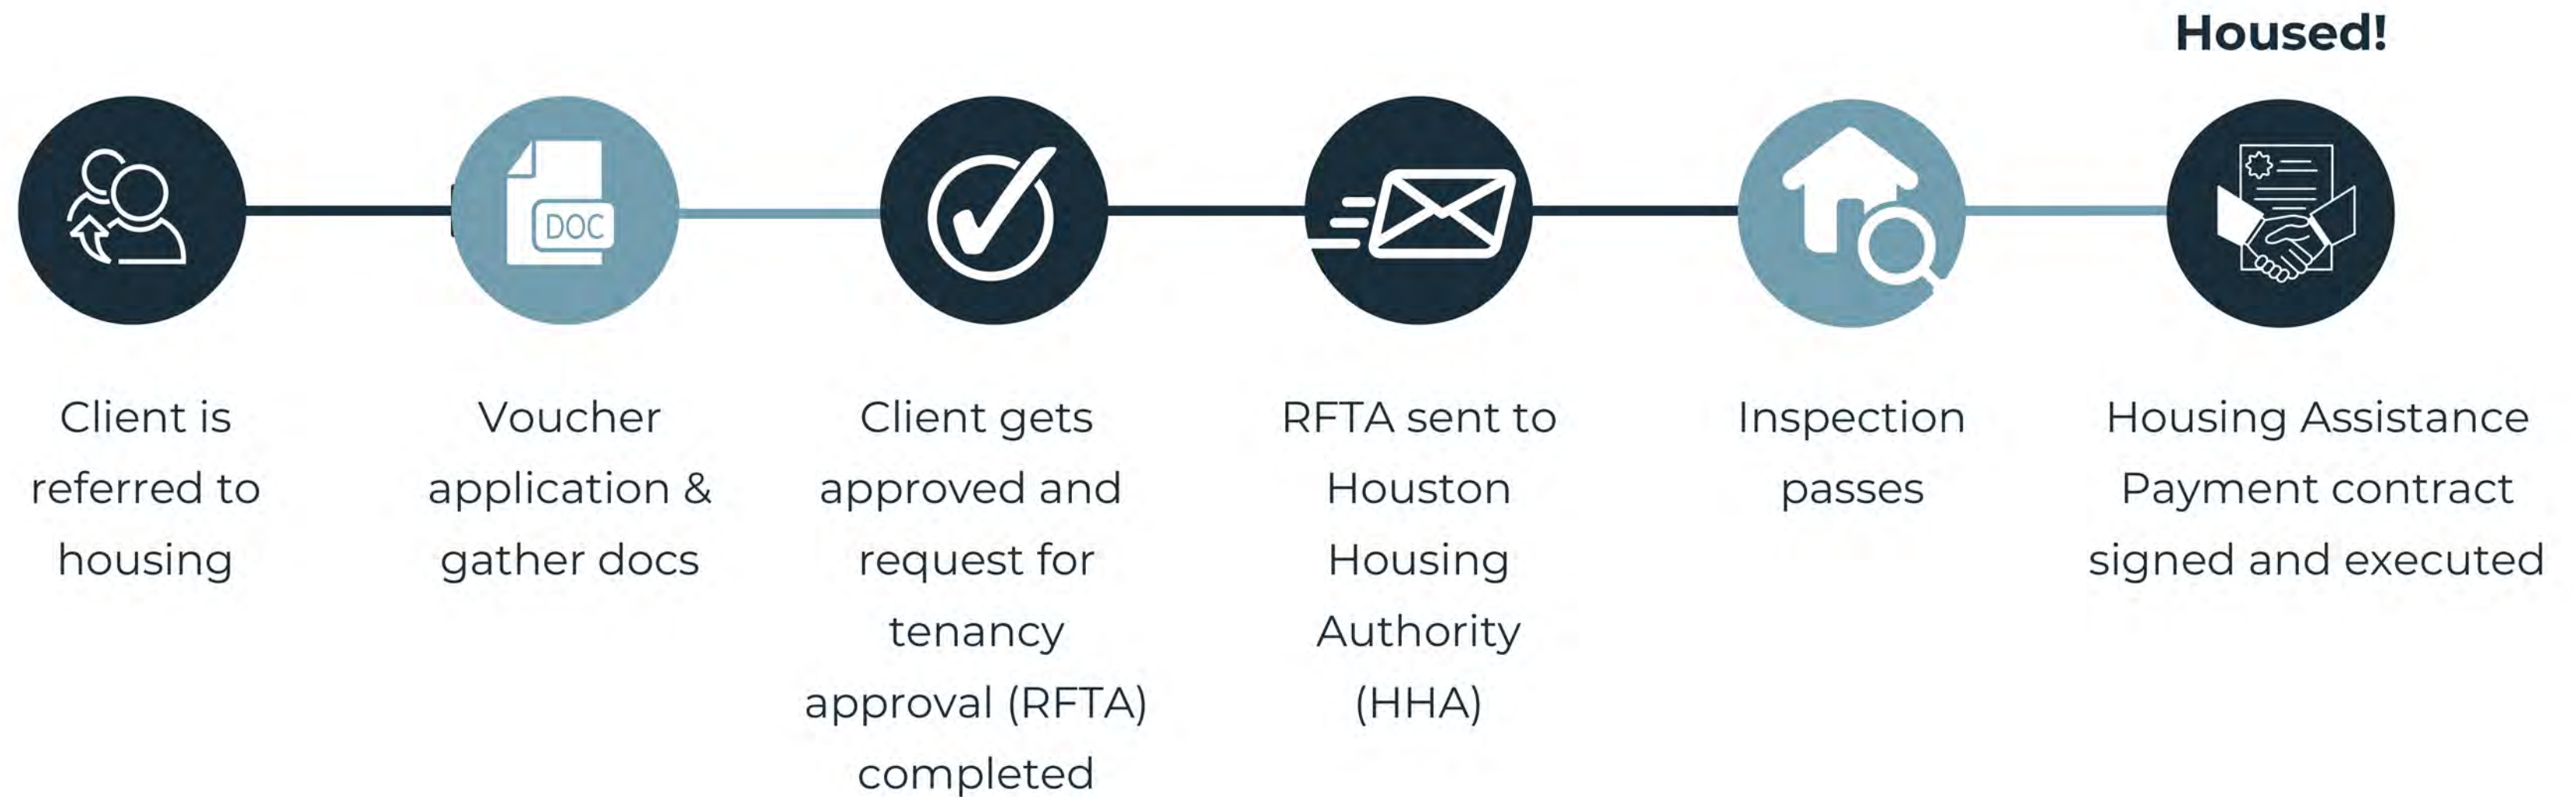 Housed!
DOC
Client is
referred to
housing
Voucher
application &
gather docs
Client gets
approved and
request for
tenancy
approval (RFTA)
completed
RFTA sent to
Houston
Housing
Authority
(HHA)
Inspection
passes
Housing Assistance
Payment contract
signed and executed